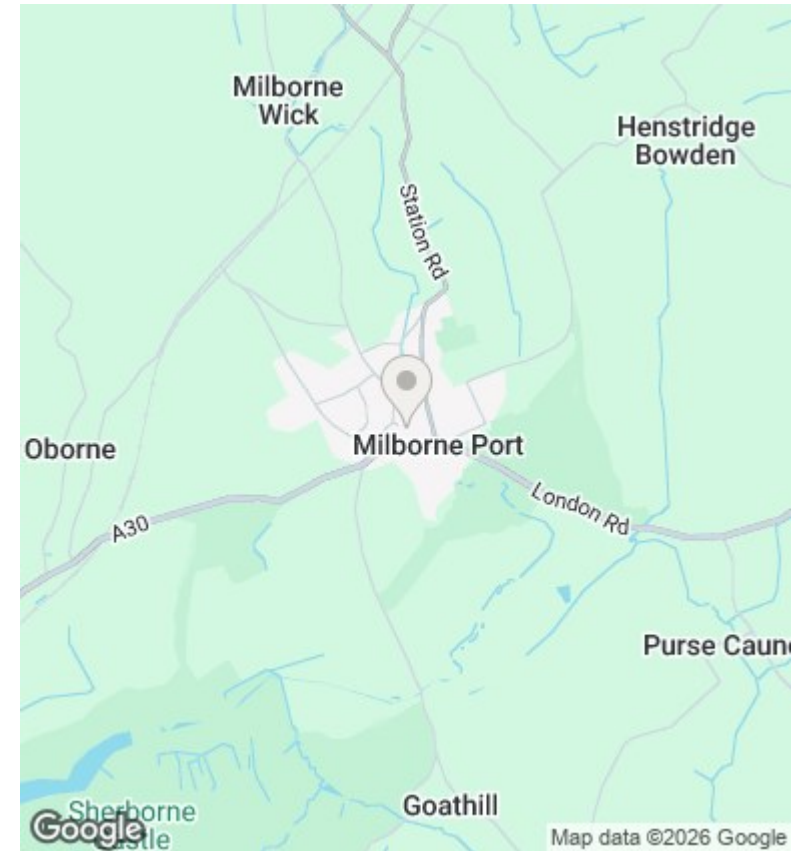 Milborne
Wick
Henstridge
Bowden
Station Rd
Oborne
Milborne Port
London Rd
A30
Purse Caun
Goathill
Sherborne
Castle
Google
Map data ©2026 Google